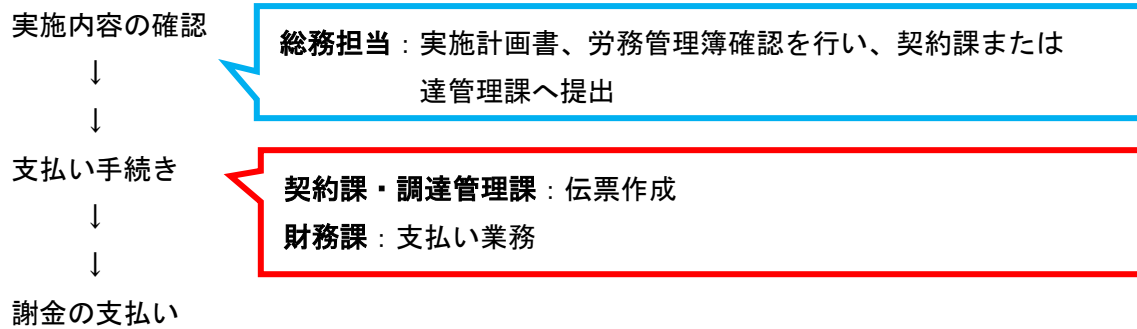 実施内容の確認
総務担当：実施計画書、労務管理簿確認を行い、契約課または
達管理課へ提出
↓
↓
支払い手続き
契約課・調達管理課：伝票作成
財務課：支払い業務
↓
↓
謝金の支払い